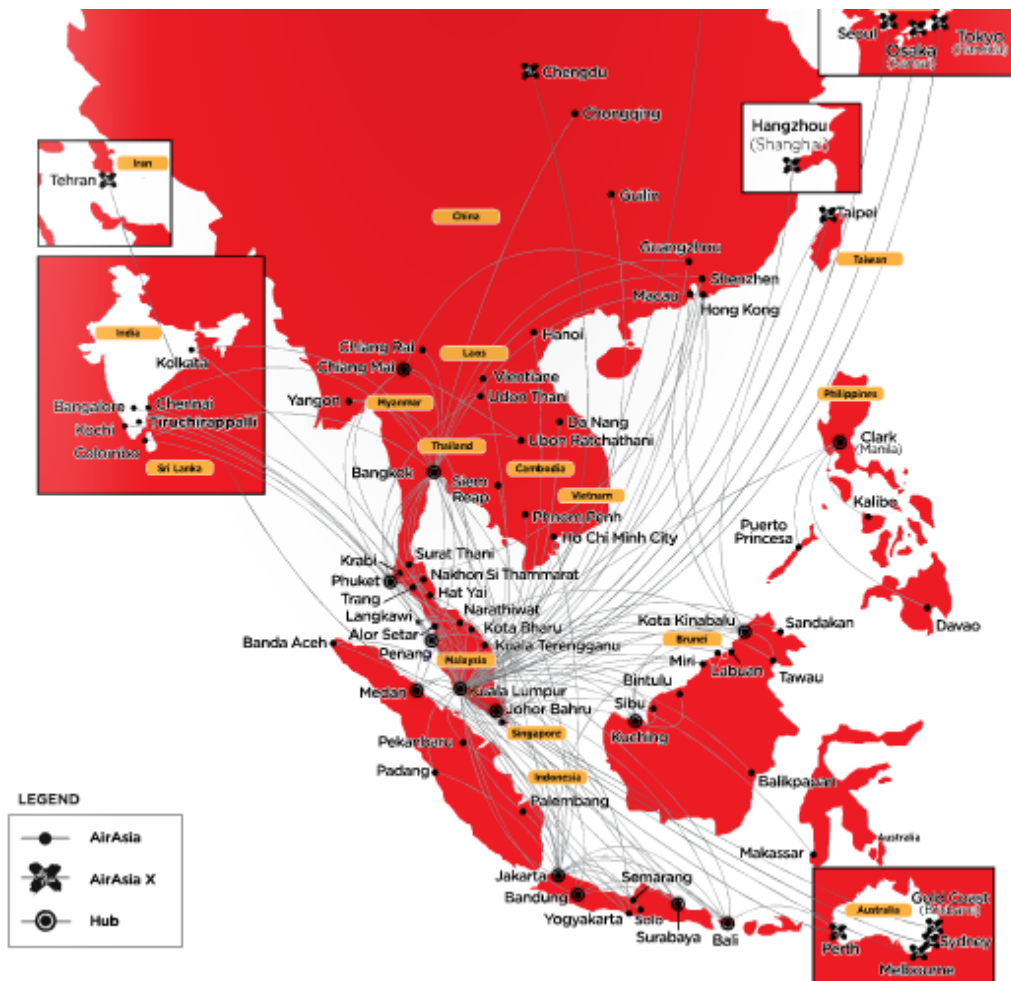 Seoul
Osaka
(Kansai)
Tokyo
(Haneda)
Chengdu
Chongqing
Hangzhou
(Shanghai)
Iran
Tehran
Guilin
China
Taipei
Taiwan
Guangzhou
Shenzhen
Macau
Hong Kong
India
Kolkata
Hanoi
Chiang Rai
Laos
Chiang Mai
Vientiane
Udon Thani
Yangon
Myanmar
Bangalore
Chennai
Tiruchirappalli
Kochi
Colombo
Sri Lanka
Da Nang
Ubon Ratchathani
Thailand
Bangkok
Siem
Reap
Cambodia
Vietnam
Phnom Penh
Ho Chi Minh City
Philippines
Clark
(Manila)
Kalibo
Puerto
Princesa
Davao
Krabi
Surat Thani
Phuket
Nakhon Si Thammarat
Trang
Hat Yai
Langkawi
Narathiwat
Alor Setar
Kota Bharu
Penang
Kuala Terengganu
Banda Aceh
Malaysia
Medan
Kuala Lumpur
Johor Bahru
Singapore
Kota Kinabalu
Sandakan
Brunei
Miri
Labuan
Tawau
Bintulu
Sibu
Kuching
Pekanbaru
Padang
Indonesia
Palembang
Balikpapan
Makassar
Jakarta
Bandung
Semarang
Yogyakarta
Solo
Surabaya
Bali
Australia
Australia
Gold Coast
(Brisbane)
Perth
Sydney
Melbourne
LEGEND
AirAsia
AirAsia X
Hub